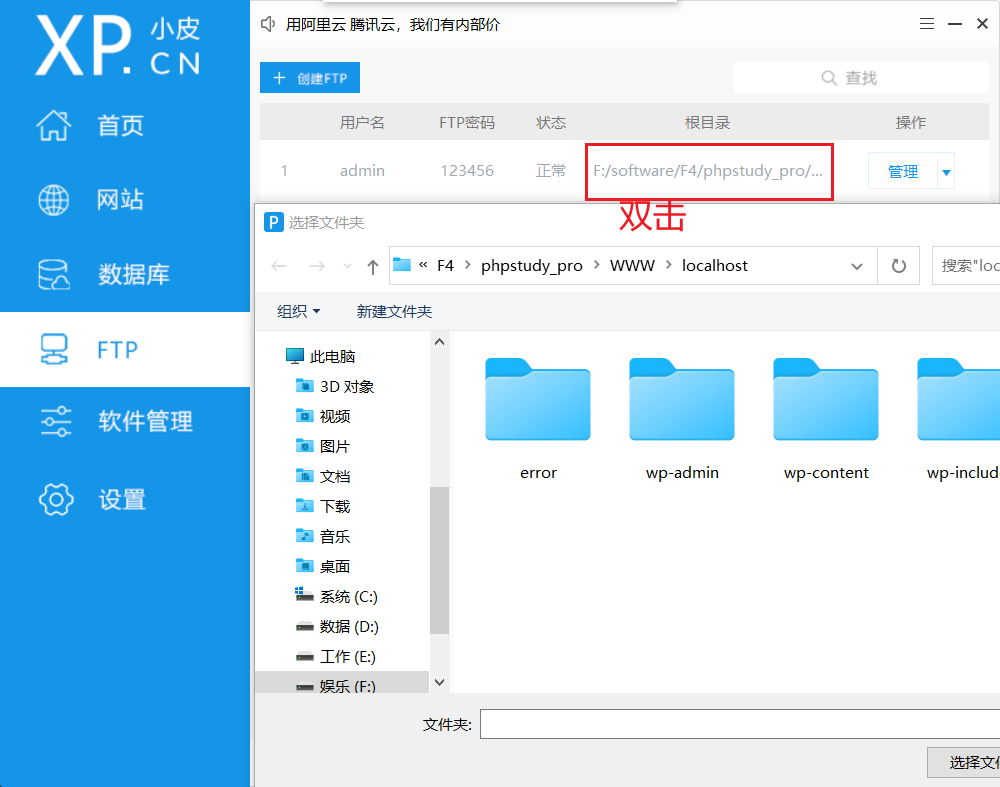 XP. 小皮 CN
首页
网站
数据库
FTP
软件管理
设置
用阿里云 腾讯云，我们有内部价
+ 创建FTP
查找
用户名 FTP密码 状态 根目录 操作
1 admin 123456 正常 F:/software/F4/phpstudy_pro/... 管理
双击
P 选择文件夹
« F4 > phpstudy_pro > WWW > localhost
搜索"loc
组织 新建文件夹
此电脑
3D 对象
视频
图片
文档
下载
音乐
桌面
系统 (C:)
数据 (D:)
工作 (E:)
娱乐 (F:)
error wp-admin wp-content wp-includ
文件夹:
选择文件